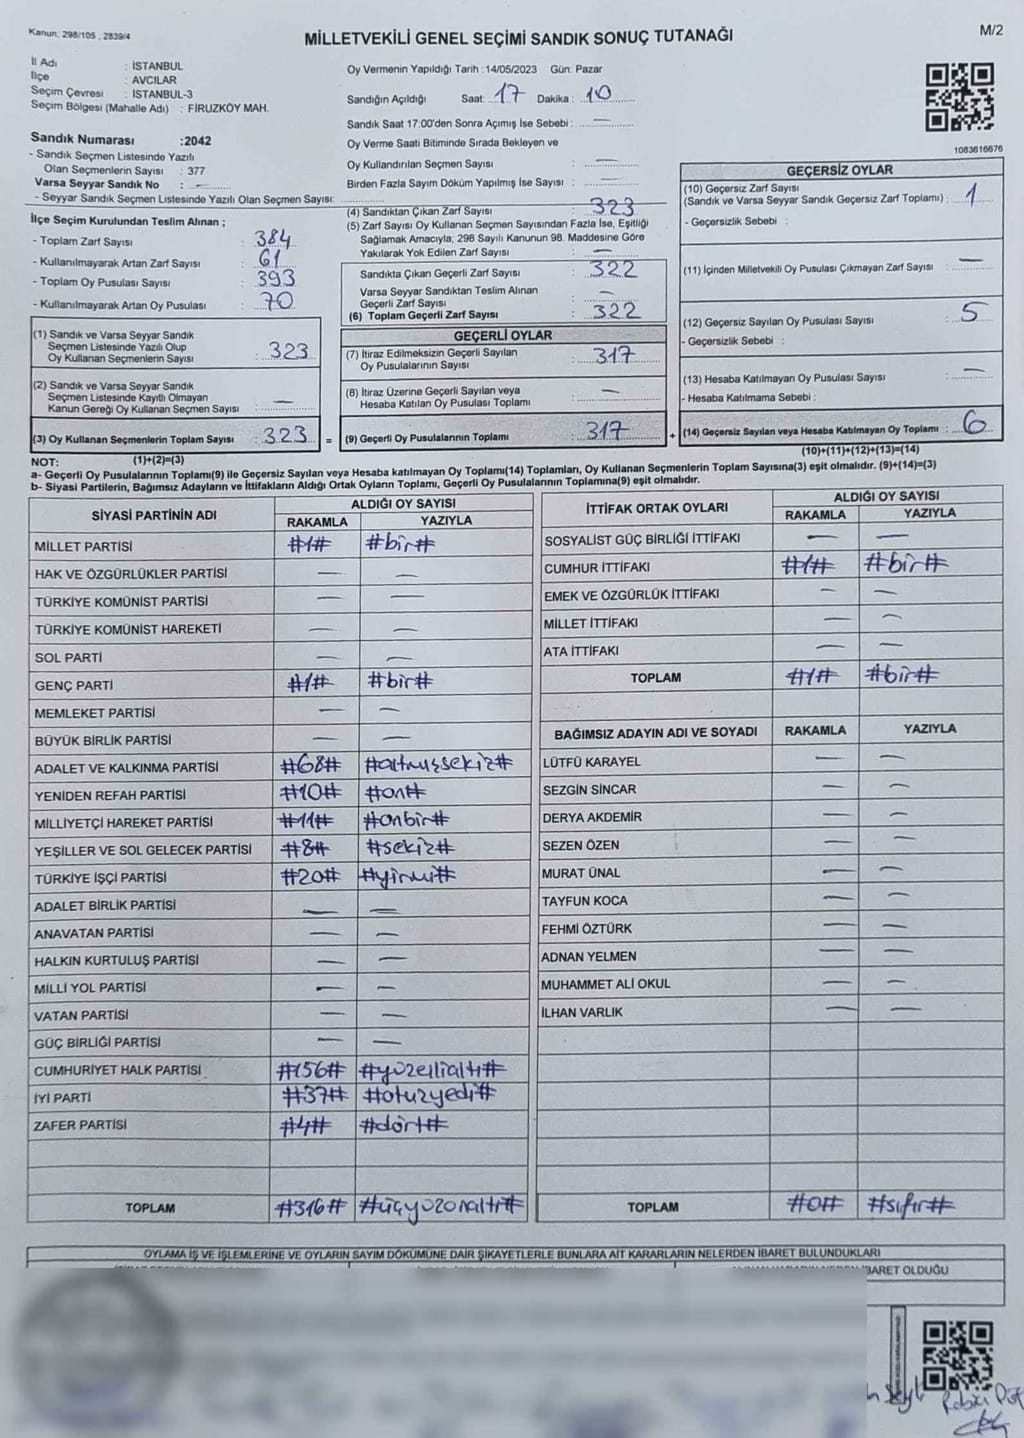 Kanun; 298/105 , 2839/4
MİLLETVEKİLİ GENEL SEÇİMİ SANDIK SONUÇ TUTANAĞI
M/2
İl Adı : İSTANBUL
İlçe : AVCILAR
Seçim Çevresi : İSTANBUL-3
Seçim Bölgesi (Mahalle Adı) : FİRUZKÖY MAH.
Oy Vermenin Yapıldığı Tarih :14/05/2023 Gün: Pazar
Sandığın Açıldığı Saat: 17 Dakika : 10
Sandık Saat 17:00'den Sonra Açımış İse Sebebi : —
Oy Verme Saati Bitiminde Sırada Bekleyen ve
Oy Kullandırılan Seçmen Sayısı : —
Birden Fazla Sayım Döküm Yapılmış İse Sayısı : —
1083616676
Sandık Numarası :2042
- Sandık Seçmen Listesinde Yazılı
Olan Seçmenlerin Sayısı : 377
Varsa Seyyar Sandık No : —
- Seyyar Sandık Seçmen Listesinde Yazılı Olan Seçmen Sayısı:
İlçe Seçim Kurulundan Teslim Alınan ;
- Toplam Zarf Sayısı : 384
- Kullanılmayarak Artan Zarf Sayısı : 61
- Toplam Oy Pusulası Sayısı : 393
- Kullanılmayarak Artan Oy Pusulası : 70
(1) Sandık ve Varsa Seyyar Sandık
Seçmen Listesinde Yazılı Olup
Oy Kullanan Seçmenlerin Sayısı : 323
(2) Sandık ve Varsa Seyyar Sandık
Seçmen Listesinde Kayıtlı Olmayan
Kanun Gereği Oy Kullanan Seçmen Sayısı : —
(3) Oy Kullanan Seçmenlerin Toplam Sayısı : 323 =
(1)+(2)=(3)
(4) Sandıktan Çıkan Zarf Sayısı : 323
(5) Zarf Sayısı Oy Kullanan Seçmen Sayısından Fazla İse, Eşitliği
Sağlamak Amacıyla, 298 Sayılı Kanunun 98. Maddesine Göre
Yakılarak Yok Edilen Zarf Sayısı : —
Sandıkta Çıkan Geçerli Zarf Sayısı : 322
Varsa Seyyar Sandıktan Teslim Alınan
Geçerli Zarf Sayısı : —
(6) Toplam Geçerli Zarf Sayısı : 322
GEÇERLİ OYLAR
(7) İtiraz Edilmeksizin Geçerli Sayılan
Oy Pusulalarının Sayısı : 317
(8) İtiraz Üzerine Geçerli Sayılan veya
Hesaba Katılan Oy Pusulası Toplamı : —
(9) Geçerli Oy Pusulalarının Toplamı : 317 +
GEÇERSİZ OYLAR
(10) Geçersiz Zarf Sayısı
(Sandık ve Varsa Seyyar Sandık Geçersiz Zarf Toplamı) : 1
- Geçersizlik Sebebi :
(11) İçinden Milletvekili Oy Pusulası Çıkmayan Zarf Sayısı : —
(12) Geçersiz Sayılan Oy Pusulası Sayısı : 5
- Geçersizlik Sebebi :
(13) Hesaba Katılmayan Oy Pusulası Sayısı : —
- Hesaba Katılmama Sebebi :
(14) Geçersiz Sayılan veya Hesaba Katılmayan Oy Toplamı : 6
(10)+(11)+(12)+(13)=(14)
NOT:
a- Geçerli Oy Pusulalarının Toplamı(9) ile Geçersiz Sayılan veya Hesaba katılmayan Oy Toplamı(14) Toplamları, Oy Kullanan Seçmenlerin Toplam Sayısına(3) eşit olmalıdır. (9)+(14)=(3)
b- Siyasi Partilerin, Bağımsız Adayların ve İttifakların Aldığı Ortak Oyların Toplamı, Geçerli Oy Pusulalarının Toplamına(9) eşit olmalıdır.
SİYASİ PARTİNİN ADI ALDIĞI OY SAYISI
RAKAMLA YAZIYLA
MİLLET PARTİSİ #1# #bir#
HAK VE ÖZGÜRLÜKLER PARTİSİ — —
TÜRKİYE KOMÜNİST PARTİSİ — —
TÜRKİYE KOMÜNİST HAREKETİ — —
SOL PARTİ — —
GENÇ PARTİ #1# #bir#
MEMLEKET PARTİSİ — —
BÜYÜK BİRLİK PARTİSİ — —
ADALET VE KALKINMA PARTİSİ #68# #altmışsekiz#
YENİDEN REFAH PARTİSİ #10# #on#
MİLLİYETÇİ HAREKET PARTİSİ #11# #onbir#
YEŞİLLER VE SOL GELECEK PARTİSİ #8# #sekiz#
TÜRKİYE İŞÇİ PARTİSİ #20# #yirmi#
ADALET BİRLİK PARTİSİ — —
ANAVATAN PARTİSİ — —
HALKIN KURTULUŞ PARTİSİ — —
MİLLİ YOL PARTİSİ — —
VATAN PARTİSİ — —
GÜÇ BİRLİĞİ PARTİSİ — —
CUMHURİYET HALK PARTİSİ #156# #yüzellialtı#
İYİ PARTİ #37# #otuzyedi#
ZAFER PARTİSİ #4# #dört#
TOPLAM #316# #üçyüzonaltı#
İTTİFAK ORTAK OYLARI ALDIĞI OY SAYISI
RAKAMLA YAZIYLA
SOSYALİST GÜÇ BİRLİĞİ İTTİFAKI — —
CUMHUR İTTİFAKI #1# #bir#
EMEK VE ÖZGÜRLÜK İTTİFAKI — —
MİLLET İTTİFAKI — —
ATA İTTİFAKI — —
TOPLAM #1# #bir#
BAĞIMSIZ ADAYIN ADI VE SOYADI RAKAMLA YAZIYLA
LÜTFÜ KARAYEL — —
SEZGİN SİNCAR — —
DERYA AKDEMİR — —
SEZEN ÖZEN — —
MURAT ÜNAL — —
TAYFUN KOCA — —
FEHMİ ÖZTÜRK — —
ADNAN YELMEN — —
MUHAMMET ALİ OKUL — —
İLHAN VARLIK — —
TOPLAM #0# #sıfır#
OYLAMA İŞ VE İŞLEMLERİNE VE OYLARIN SAYIM DÖKÜMÜNE DAİR ŞİKAYETLERLE BUNLARA AİT KARARLARIN NELERDEN İBARET BULUNDUKLARI
İBARET OLDUĞU